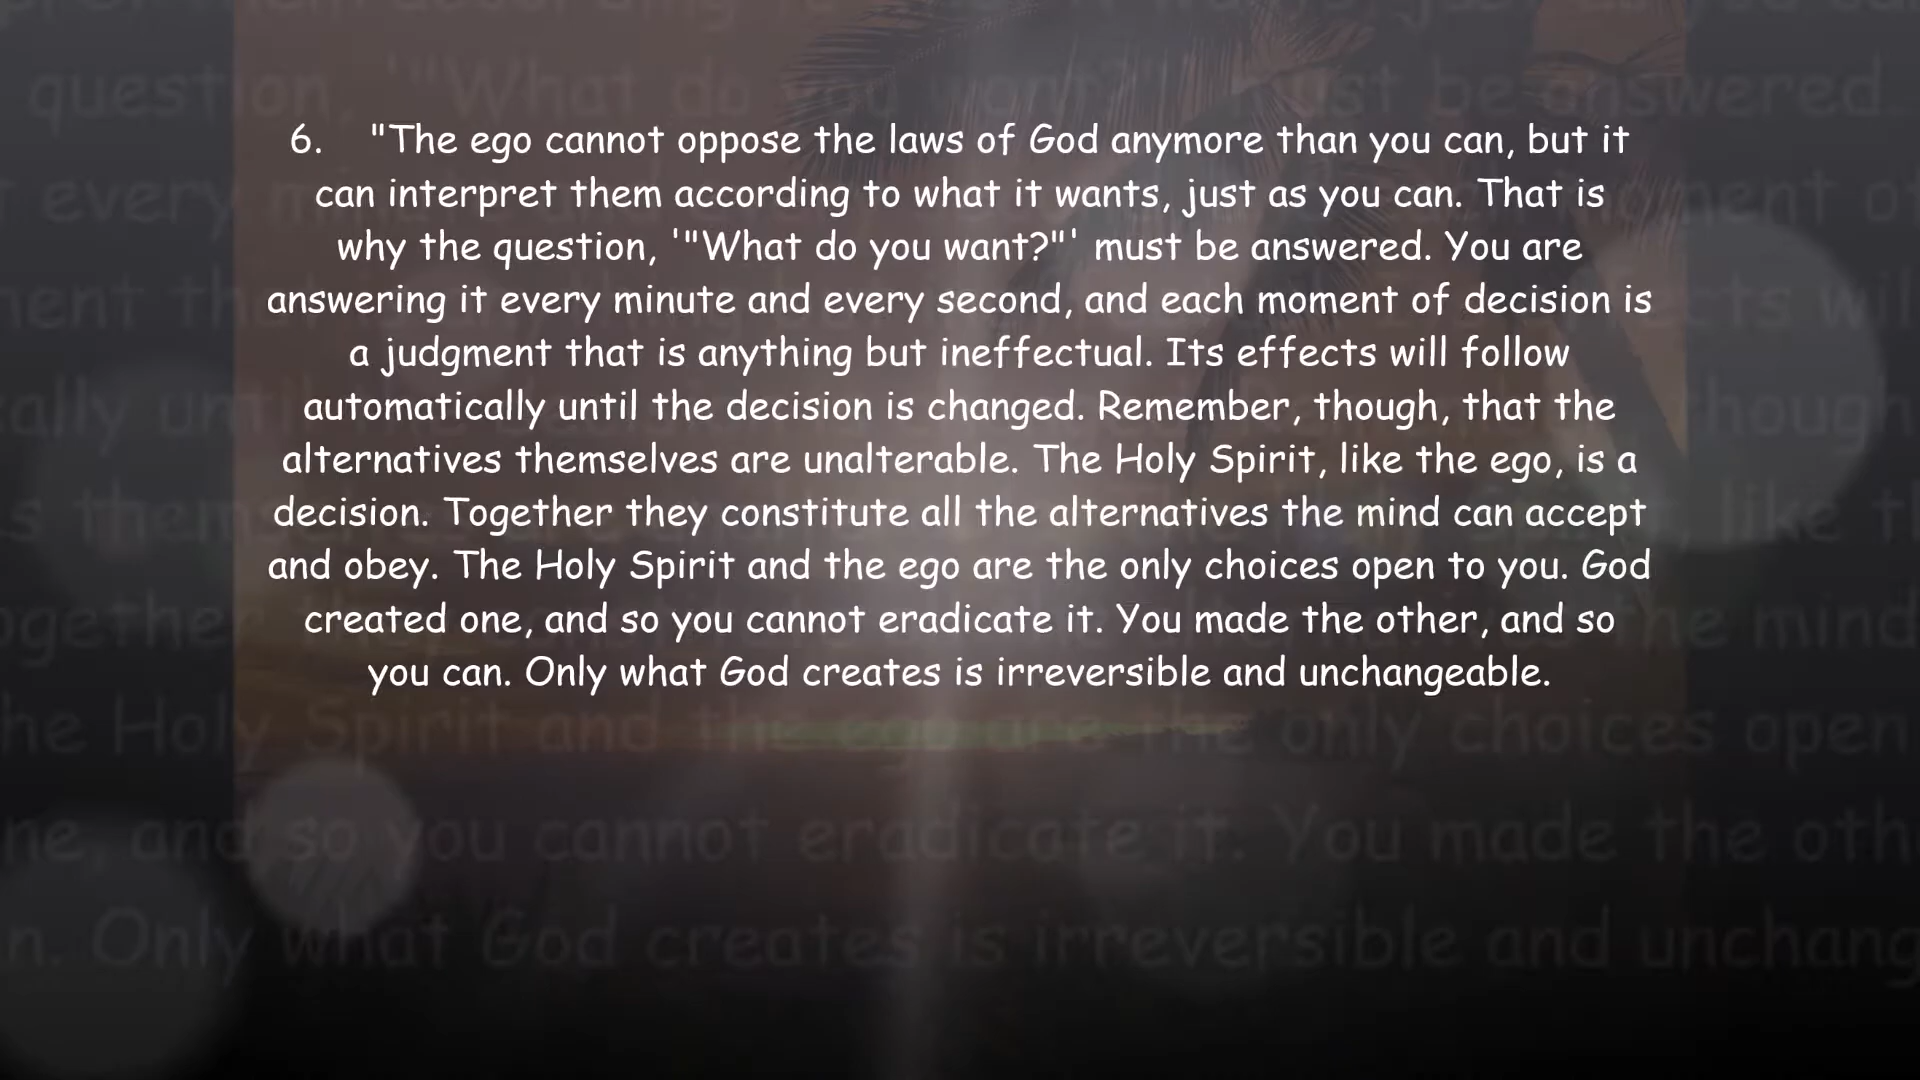 6. "The ego cannot oppose the laws of God anymore than you can, but it
can interpret them according to what it wants, just as you can. That is
why the question, '"What do you want?"' must be answered. You are
answering it every minute and every second, and each moment of decision is
a judgment that is anything but ineffectual. Its effects will follow
automatically until the decision is changed. Remember, though, that the
alternatives themselves are unalterable. The Holy Spirit, like the ego, is a
decision. Together they constitute all the alternatives the mind can accept
and obey. The Holy Spirit and the ego are the only choices open to you. God
created one, and so you cannot eradicate it. You made the other, and so
you can. Only what God creates is irreversible and unchangeable.